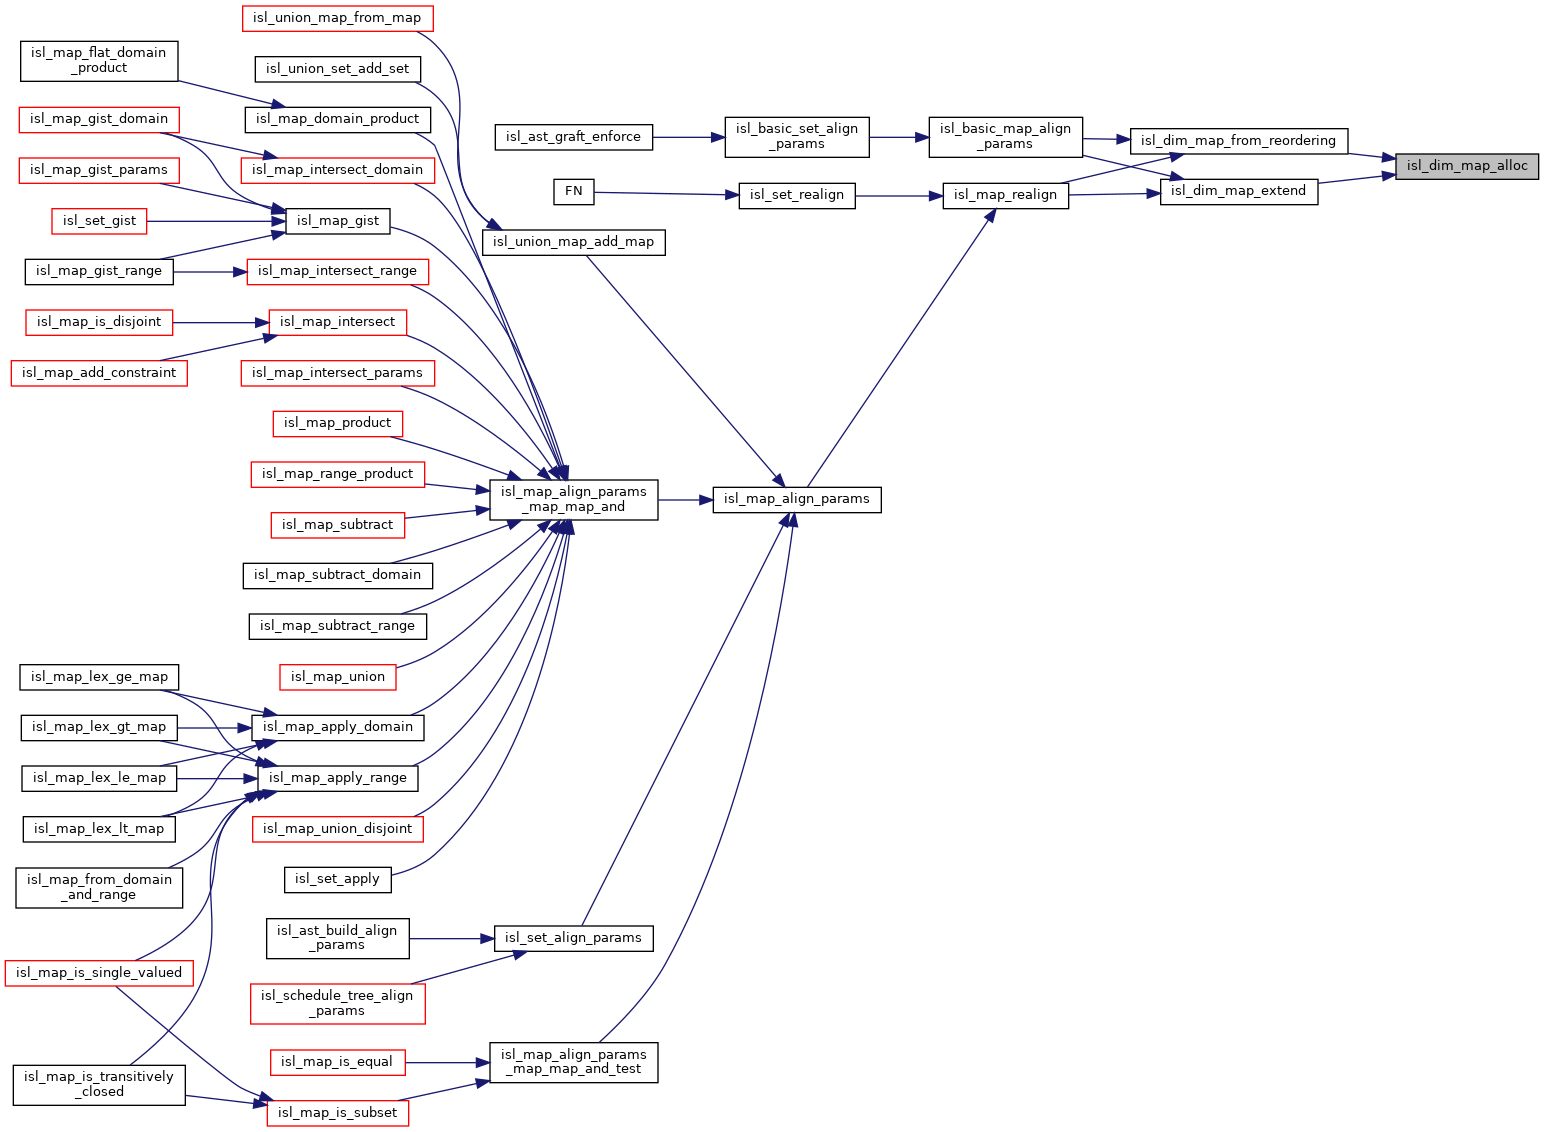 isl_union_map_from_map
isl_map_flat_domain
_product
isl_union_set_add_set
isl_map_gist_domain
isl_map_domain_product
isl_map_gist_params
isl_map_intersect_domain
isl_set_gist
isl_map_gist
isl_map_gist_range
isl_map_intersect_range
isl_map_is_disjoint
isl_map_intersect
isl_map_add_constraint
isl_map_intersect_params
isl_map_product
isl_map_range_product
isl_map_subtract
isl_map_subtract_domain
isl_map_subtract_range
isl_map_lex_ge_map
isl_map_union
isl_map_lex_gt_map
isl_map_apply_domain
isl_map_lex_le_map
isl_map_apply_range
isl_map_lex_lt_map
isl_map_union_disjoint
isl_map_from_domain
_and_range
isl_set_apply
isl_ast_build_align
_params
isl_map_is_single_valued
isl_schedule_tree_align
_params
isl_map_is_equal
isl_map_is_transitively
_closed
isl_map_is_subset
isl_ast_graft_enforce
FN
isl_union_map_add_map
isl_map_align_params
_map_map_and
isl_set_align_params
isl_map_align_params
_map_map_and_test
isl_basic_set_align
_params
isl_set_realign
isl_map_align_params
isl_basic_map_align
_params
isl_map_realign
isl_dim_map_from_reordering
isl_dim_map_extend
isl_dim_map_alloc